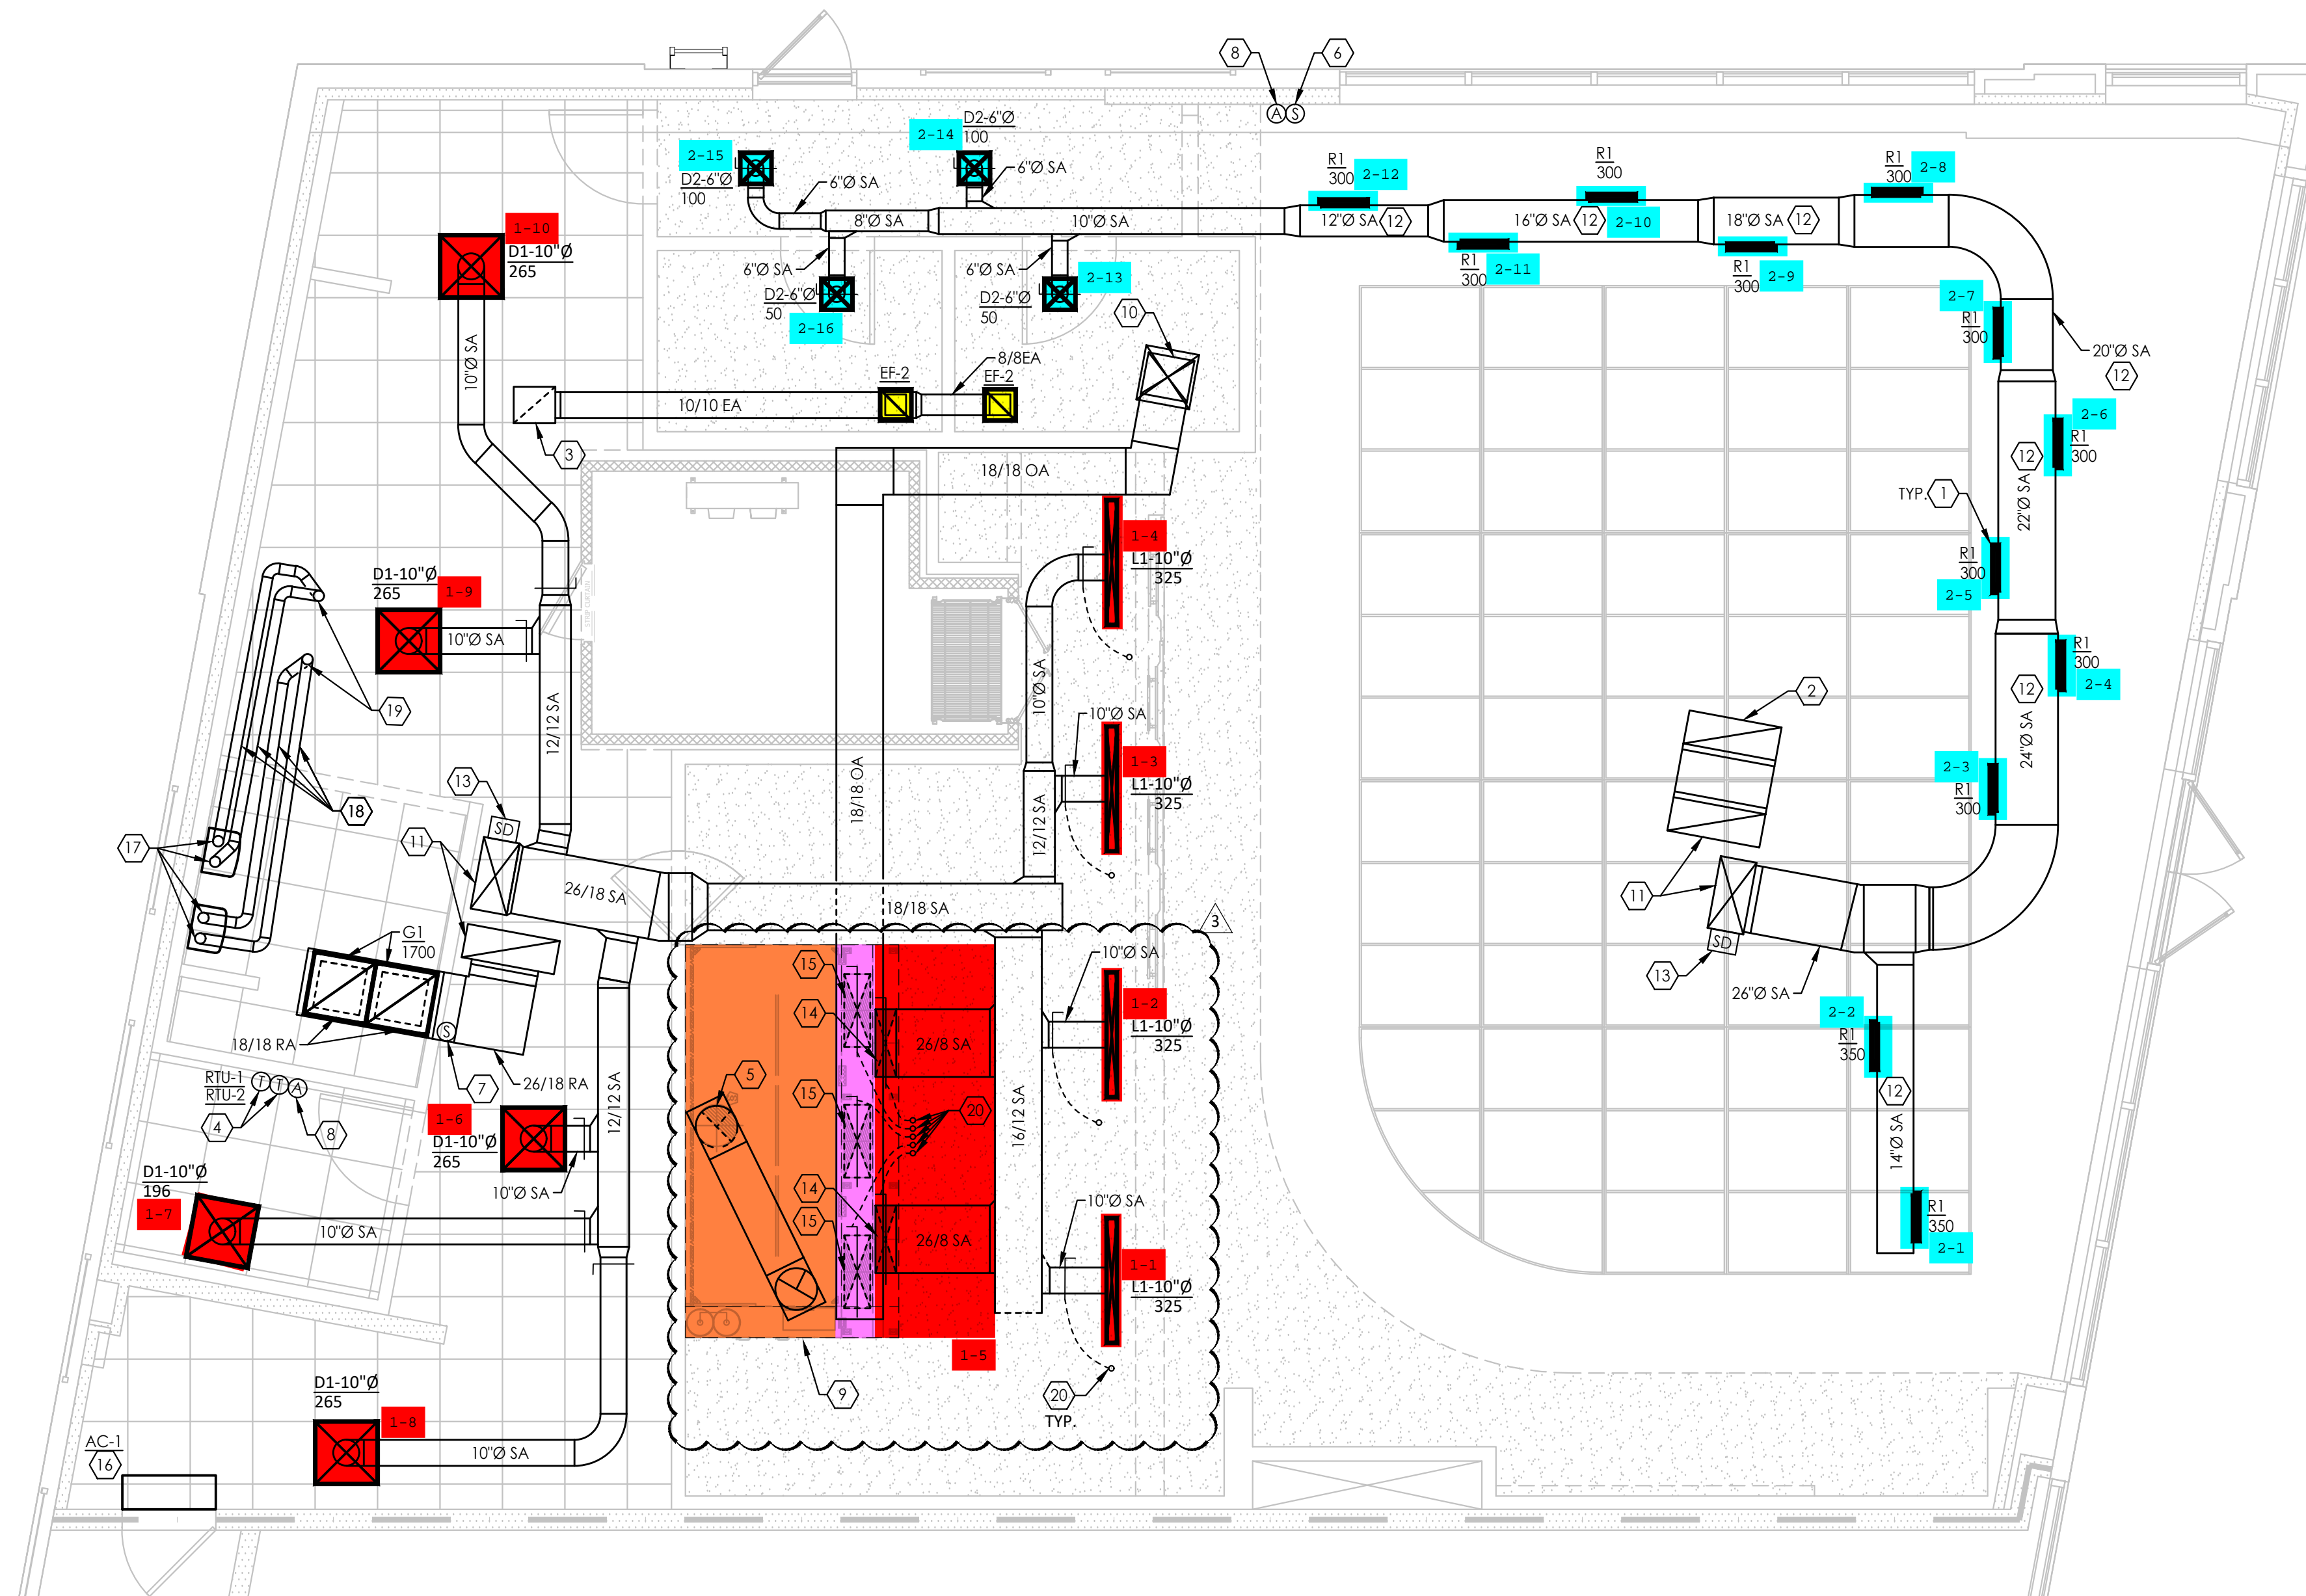 8
6
A
S
2-15
D2-6"Ø
100
2-14
D2-6"Ø
100
6"Ø SA
6"Ø SA
8"Ø SA
10"Ø SA
R1
300
2-12
12"Ø SA
12
R1
300
16"Ø SA
12
2-10
R1
300
2-8
18"Ø SA
12
R1
300
2-11
R1
300
2-9
1-10
D1-10"Ø
265
6"Ø SA
D2-6"Ø
50
2-16
6"Ø SA
D2-6"Ø
50
2-13
10
2-7
R1
300
20"Ø SA
12
10"Ø SA
EF-2
8/8EA
EF-2
10/10 EA
3
18/18 OA
2-6
R1
300
12
22"Ø SA
TYP.
1
R1
300
2-5
1-4
L1-10"Ø
325
D1-10"Ø
265
1-9
10"Ø SA
12/12 SA
19
18
17
10"Ø SA
10"Ø SA
1-3
L1-10"Ø
325
18/18 OA
12/12 SA
R1
300
2-4
12
24"Ø SA
2
2-3
R1
300
13
SD
11
26/18 SA
18/18 SA
3
11
SD
13
26"Ø SA
G1
1700
18/18 RA
S
7
26/18 RA
RTU-1
RTU-2
T
T
A
4
8
15
14
26/8 SA
10"Ø SA
1-2
L1-10"Ø
325
2-2
R1
350
12
14"Ø SA
R1
350
2-1
5
15
20
16/12 SA
12/12 SA
1-6
D1-10"Ø
265
10"Ø SA
D1-10"Ø
196
1-7
10"Ø SA
14
15
26/8 SA
10"Ø SA
1-1
L1-10"Ø
325
1-5
9
20
TYP.
D1-10"Ø
265
1-8
10"Ø SA
AC-1
16